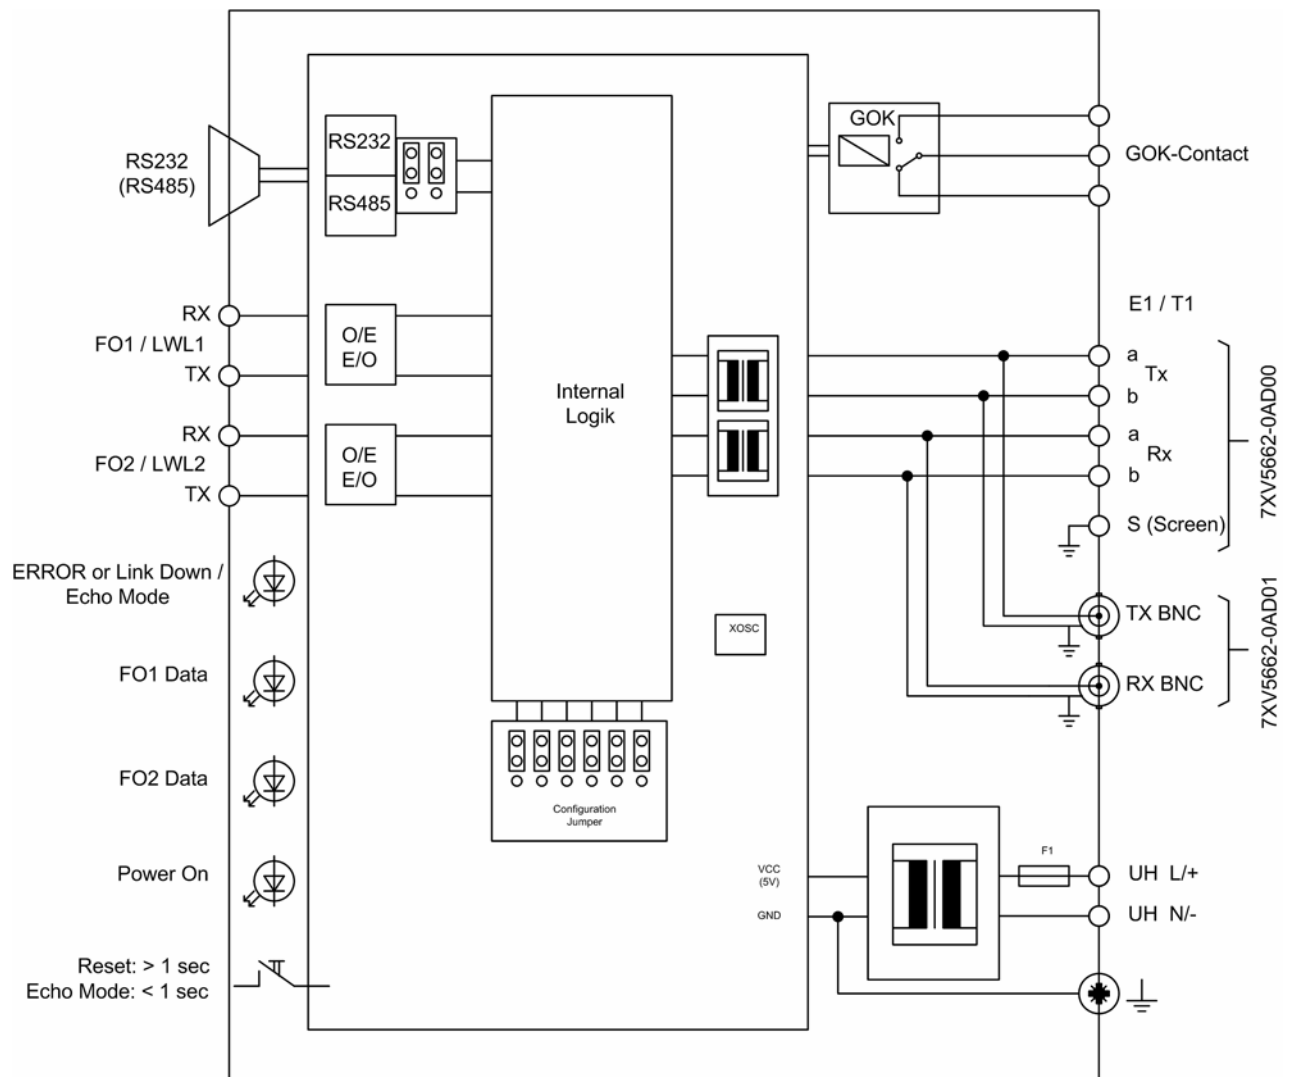 RS232
(RS485)
RS232
RS485
GOK
GOK-Contact
RX
FO1 / LWL1
TX
O/E
E/O
RX
FO2 / LWL2
TX
O/E
E/O
Internal
Logik
E1 / T1
a
Tx
b
a
Rx
b
S (Screen)
7XV5662-0AD00
TX BNC
RX BNC
7XV5662-0AD01
ERROR or Link Down /
Echo Mode
FO1 Data
FO2 Data
Power On
Reset: > 1 sec
Echo Mode: < 1 sec
XOSC
Configuration
Jumper
VCC
(5V)
GND
F1
UH L/+
UH N/-